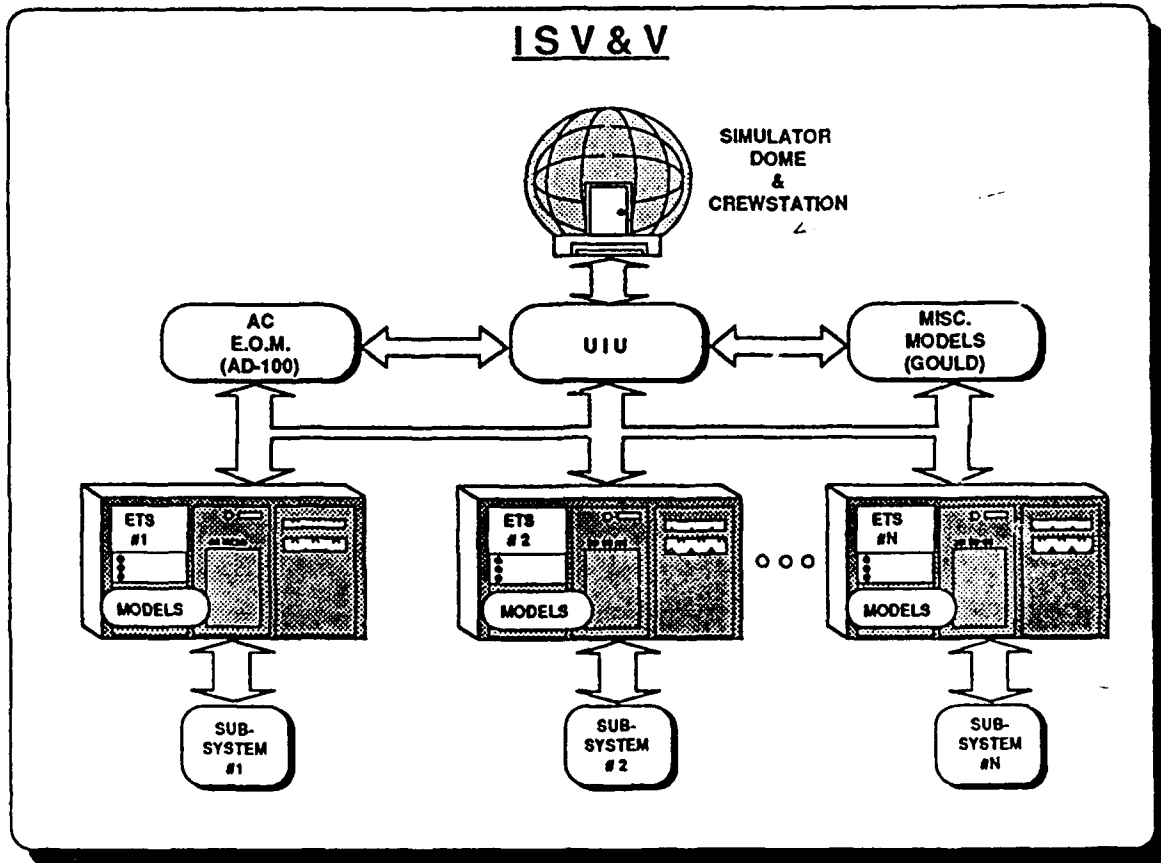 I S V & V
SIMULATOR
DOME
&
CREWSTATION
AC
E.O.M.
(AD-100)
U I U
MISC.
MODELS
(GOULD)
ETS
#1
MODELS
ETS
# 2
MODELS
ETS
#N
MODELS
SUB-
SYSTEM
#1
SUB-
SYSTEM
# 2
SUB-
SYSTEM
#N